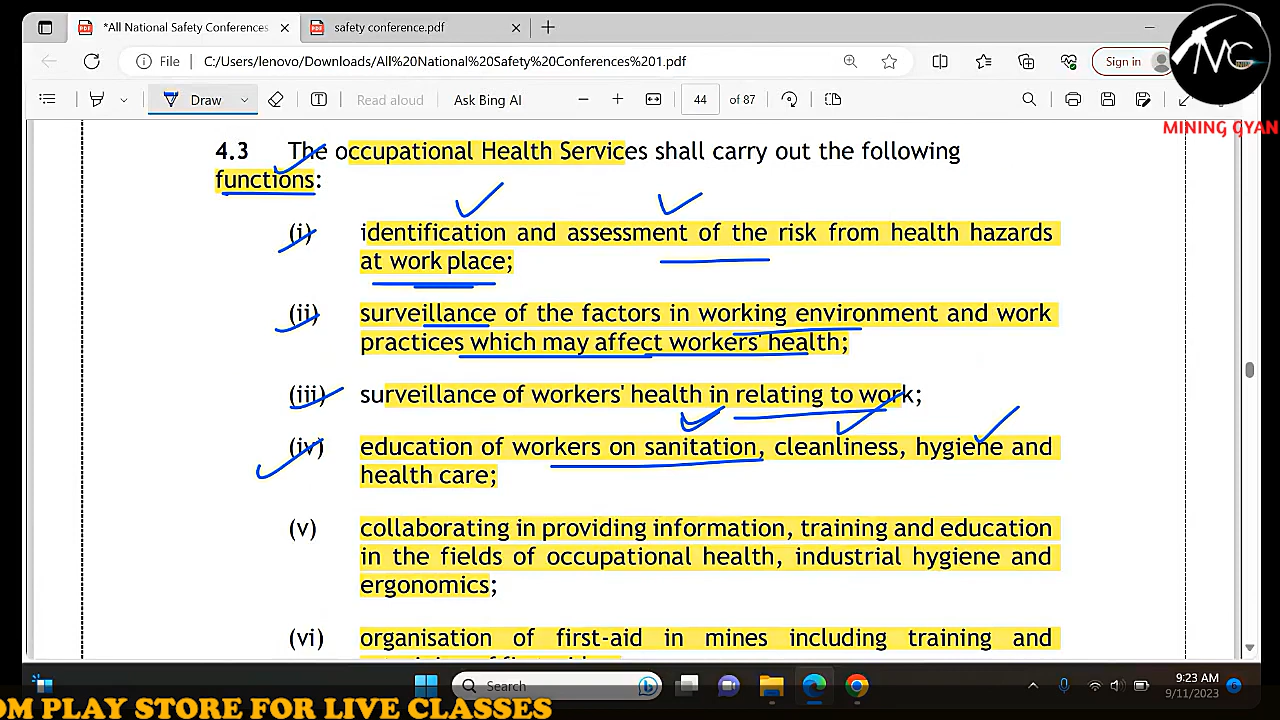 *All National Safety Conferences
safety conference.pdf
File
C:/Users/lenovo/Downloads/All%20National%20Safety%20Conferences%201.pdf
Sign in
MVG
MINING GYAN
Draw
Read aloud
Ask Bing AI
44 of 87
4.3 The occupational Health Services shall carry out the following
functions:
(i) identification and assessment of the risk from health hazards
at work place;
(ii) surveillance of the factors in working environment and work
practices which may affect workers' health;
(iii) surveillance of workers' health in relating to work;
(iv) education of workers on sanitation, cleanliness, hygiene and
health care;
(v) collaborating in providing information, training and education
in the fields of occupational health, industrial hygiene and
ergonomics;
(vi) organisation of first-aid in mines including training and
Search
9:23 AM
9/11/2023
OM PLAY STORE FOR LIVE CLASSES